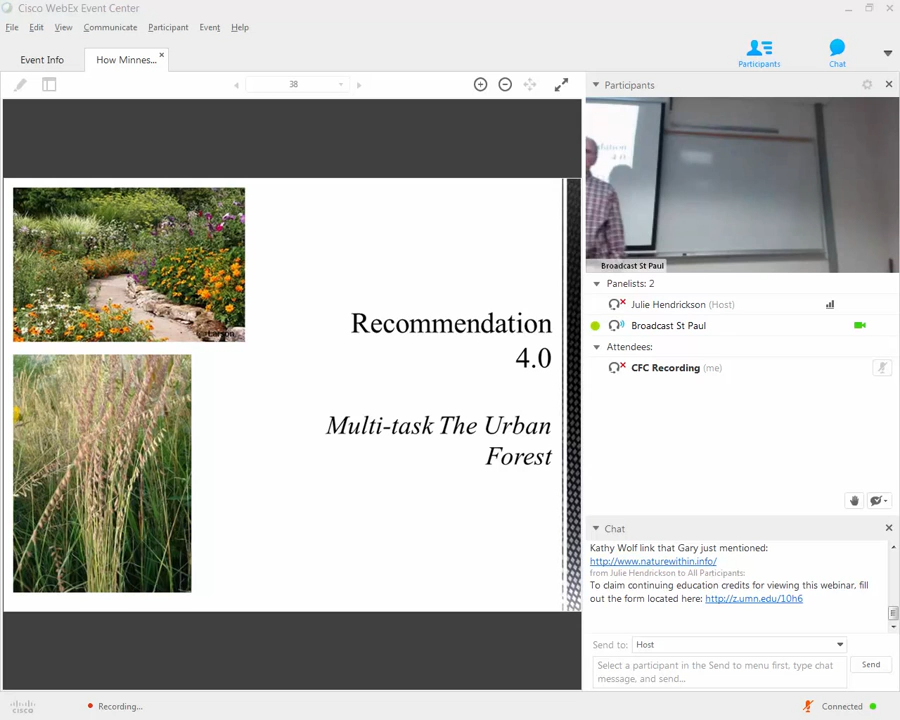 Cisco WebEx Event Center
File Edit View Communicate Participant Event Help
Event Info
How Minnes...
Participants
Chat
38
Participants
Broadcast St Paul
Panelists: 2
Julie Hendrickson (Host)
Broadcast St Paul
Attendees:
CFC Recording (me)
Larson
Recommendation
4.0
Multi-task The Urban
Forest
Chat
Kathy Wolf link that Gary just mentioned:
http://www.naturewithin.info/
from Julie Hendrickson to All Participants:
To claim continuing education credits for viewing this webinar, fill
out the form located here: http://z.umn.edu/10h6
Send to: Host
Select a participant in the Send to menu first, type chat
message, and send...
Send
cisco
Recording...
Connected